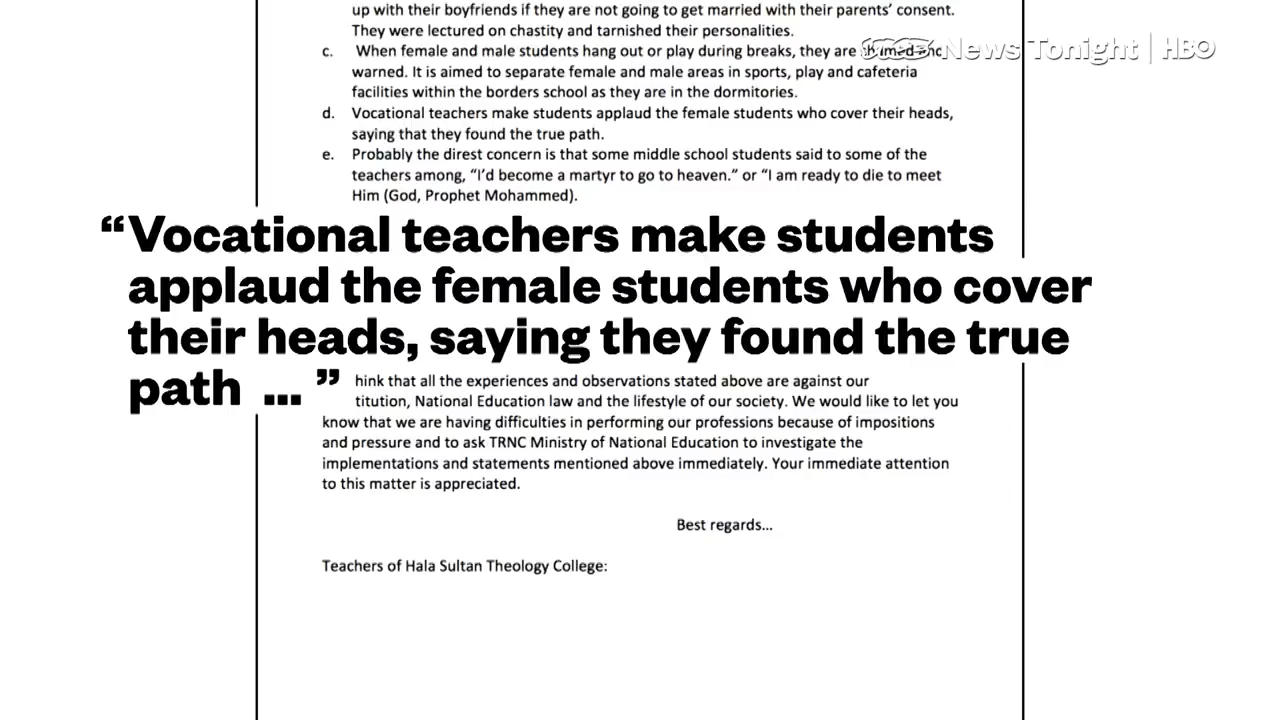 up with their boyfriends if they are not going to get married with their parents' consent.
They were lectured on chastity and tarnished their personalities.
c. When female and male students hang out or play during breaks, they are shamed and
VICE News Tonight | HBO
warned. It is aimed to separate female and male areas in sports, play and cafeteria
facilities within the borders school as they are in the dormitories.
d. Vocational teachers make students applaud the female students who cover their heads,
saying that they found the true path.
e. Probably the direst concern is that some middle school students said to some of the
teachers among, "I'd become a martyr to go to heaven." or "I am ready to die to meet
Him (God, Prophet Mohammed).
“Vocational teachers make students
applaud the female students who cover
their heads, saying they found the true
path ...”
hink that all the experiences and observations stated above are against our
titution, National Education law and the lifestyle of our society. We would like to let you
know that we are having difficulties in performing our professions because of impositions
and pressure and to ask TRNC Ministry of National Education to investigate the
implementations and statements mentioned above immediately. Your immediate attention
to this matter is appreciated.
Best regards...
Teachers of Hala Sultan Theology College: